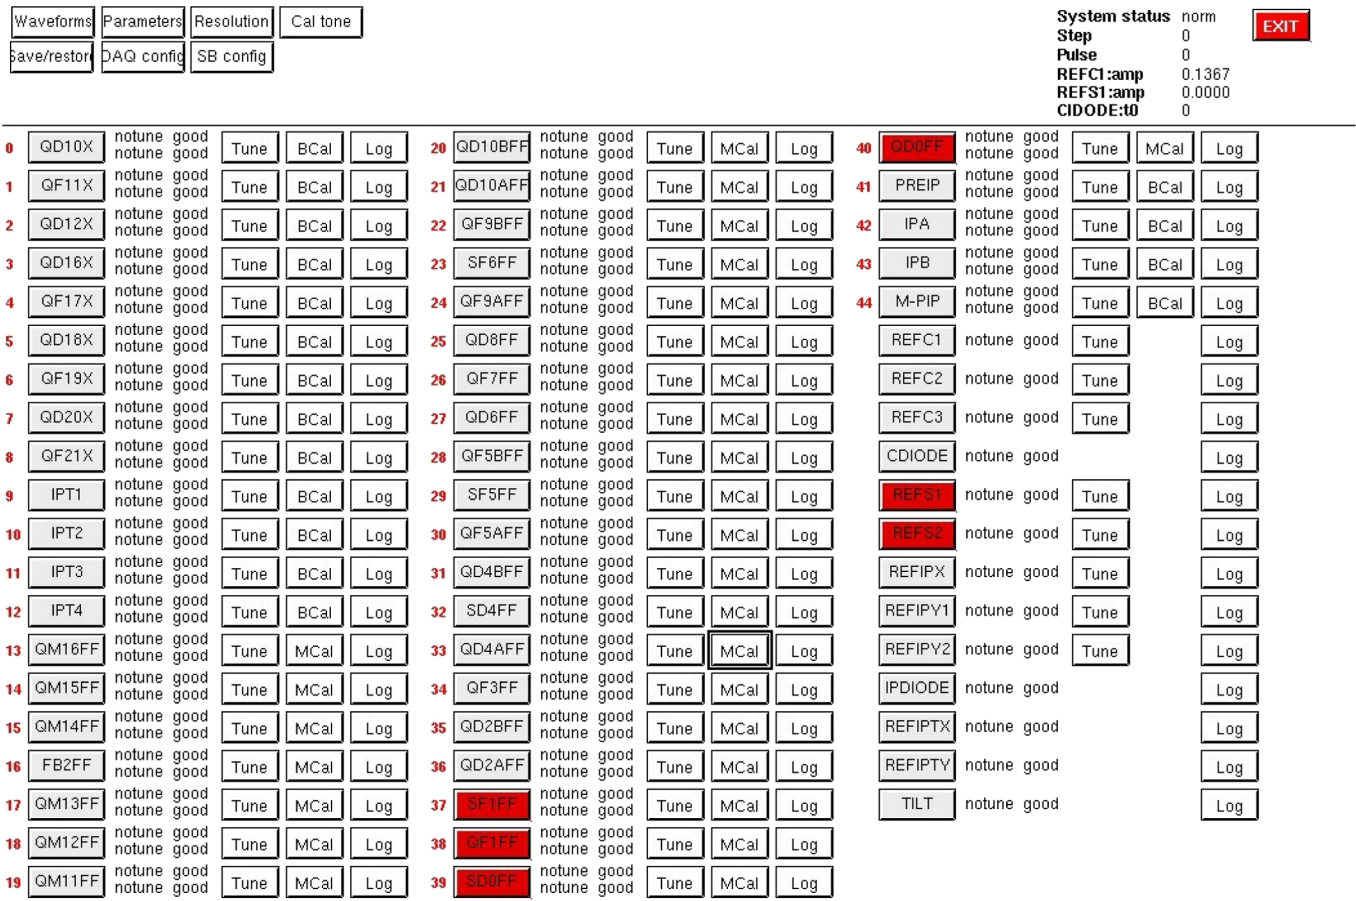 Waveforms Parameters Resolution Cal tone
Save/restore DAQ config SB config
System status norm
Step 0
Pulse 0
REFC1:amp 0.1367
REFS1:amp 0.0000
CIDODE:t0 0
EXIT
0 QD10X notune good notune good Tune BCal Log
1 QF11X notune good notune good Tune BCal Log
2 QD12X notune good notune good Tune BCal Log
3 QD16X notune good notune good Tune BCal Log
4 QF17X notune good notune good Tune BCal Log
5 QD18X notune good notune good Tune BCal Log
6 QF19X notune good notune good Tune BCal Log
7 QD20X notune good notune good Tune BCal Log
8 QF21X notune good notune good Tune BCal Log
9 IPT1 notune good notune good Tune BCal Log
10 IPT2 notune good notune good Tune BCal Log
11 IPT3 notune good notune good Tune BCal Log
12 IPT4 notune good notune good Tune BCal Log
13 QM16FF notune good notune good Tune MCal Log
14 QM15FF notune good notune good Tune MCal Log
15 QM14FF notune good notune good Tune MCal Log
16 FB2FF notune good notune good Tune MCal Log
17 QM13FF notune good notune good Tune MCal Log
18 QM12FF notune good notune good Tune MCal Log
19 QM11FF notune good notune good Tune MCal Log
20 QD10BFF notune good notune good Tune MCal Log
21 QD10AFF notune good notune good Tune MCal Log
22 QF9BFF notune good notune good Tune MCal Log
23 SF6FF notune good notune good Tune MCal Log
24 QF9AFF notune good notune good Tune MCal Log
25 QD8FF notune good notune good Tune MCal Log
26 QF7FF notune good notune good Tune MCal Log
27 QD6FF notune good notune good Tune MCal Log
28 QF5BFF notune good notune good Tune MCal Log
29 SF5FF notune good notune good Tune MCal Log
30 QF5AFF notune good notune good Tune MCal Log
31 QD4BFF notune good notune good Tune MCal Log
32 SD4FF notune good notune good Tune MCal Log
33 QD4AFF notune good notune good Tune MCal Log
34 QF3FF notune good notune good Tune MCal Log
35 QD2BFF notune good notune good Tune MCal Log
36 QD2AFF notune good notune good Tune MCal Log
37 SF1FF notune good notune good Tune MCal Log
38 QF1FF notune good notune good Tune MCal Log
39 SD0FF notune good notune good Tune MCal Log
40 QD0FF notune good notune good Tune MCal Log
41 PREIP notune good notune good Tune BCal Log
42 IPA notune good notune good Tune BCal Log
43 IPB notune good notune good Tune BCal Log
44 M-PIP notune good notune good Tune BCal Log
REFC1 notune good Tune Log
REFC2 notune good Tune Log
REFC3 notune good Tune Log
CDIODE notune good Log
REFS1 notune good Tune Log
REFS2 notune good Tune Log
REFIPX notune good Tune Log
REFIPY1 notune good Tune Log
REFIPY2 notune good Tune Log
IPDIODE notune good Log
REFIPTX notune good Log
REFIPTY notune good Log
TILT notune good Log